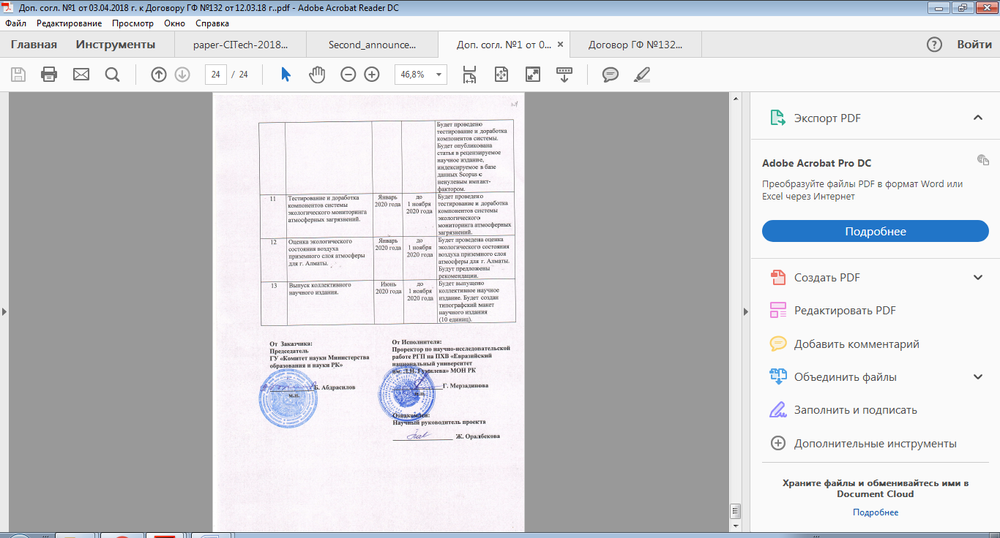 Доп. согл. №1 от 03.04.2018 г. к Договору ГФ №132 от 12.03.18 г..pdf - Adobe Acrobat Reader DC
Файл Редактирование Просмотр Окно Справка
Главная Инструменты paper-CITech-2018... Second_announce... Доп. согл. №1 от 0... Договор ГФ №132... Войти
24 / 24 46,8%
Будет проведено
тестирование и доработка
компонентов системы.
Будет опубликована
статья в рецензируемое
научное издание,
индексируемое в базе
данных Scopus с
ненулевым импакт-
фактором.
11
Тестирование и доработка
компонентов системы
экологического мониторинга
атмосферных загрязнений.
Январь
2020 года
до
1 ноября
2020 года
Будет проведено
тестирование и доработка
компонентов системы
экологического
мониторинга атмосферных
загрязнений.
12
Оценка экологического
состояния воздуха
приземного слоя атмосферы
для г. Алматы.
Январь
2020 года
до
1 ноября
2020 года
Будет проведена оценка
экологического состояния
воздуха приземного слоя
атмосферы для г. Алматы.
Будут предложены
рекомендации.
13
Выпуск коллективного
научного издания.
Июнь
2020 года
до
1 ноября
2020 года
Будет выпущено
коллективное научное
издание. Будет создан
типографский макет
научного издания
(10 единиц).
От Заказчика:
Председатель
ГУ «Комитет науки Министерства
образования и науки РК»
Б. Абдрасилов
м.п.
От Исполнителя:
Проректор по научно-исследовательской
работе РГП на ПХВ «Евразийский
национальный университет
им. Л.Н. Гумилева» МОН РК
Г. Мерзадинова
м.п.
Ознакомлен:
Научный руководитель проекта
Ж. Оралбекова
Экспорт PDF
Adobe Acrobat Pro DC
Преобразуйте файлы PDF в формат Word или
Excel через Интернет
Подробнее
Создать PDF
Редактировать PDF
Добавить комментарий
Объединить файлы
Заполнить и подписать
Дополнительные инструменты
Храните файлы и обменивайтесь ими в
Document Cloud
Подробнее